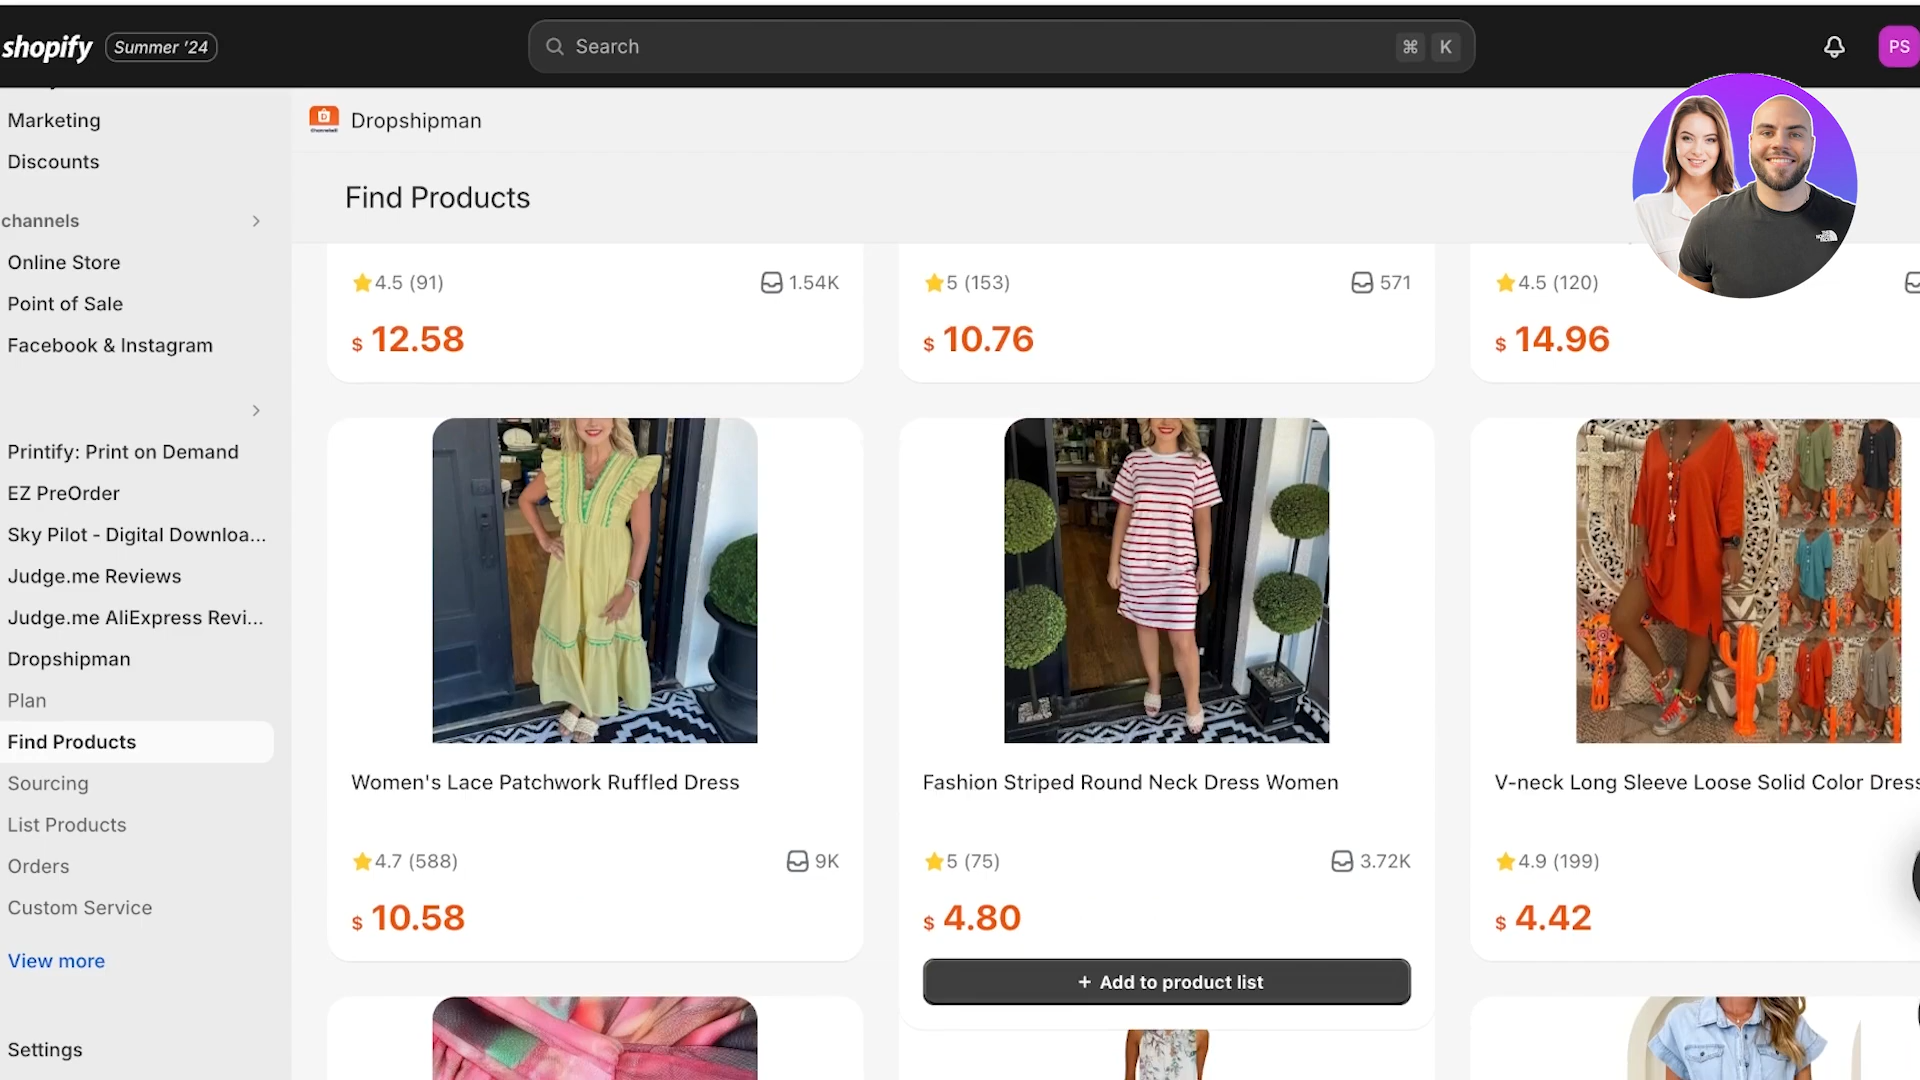 shopify Summer '24
Search ⌘ K
PS
Marketing
Discounts
channels
Online Store
Point of Sale
Facebook & Instagram
Printify: Print on Demand
EZ PreOrder
Sky Pilot - Digital Downloa...
Judge.me Reviews
Judge.me AliExpress Revi...
Dropshipman
Plan
Find Products
Sourcing
List Products
Orders
Custom Service
View more
Settings
Dropshipman
Find Products
4.5 (91) 1.54K
$ 12.58
5 (153) 571
$ 10.76
4.5 (120)
$ 14.96
Women's Lace Patchwork Ruffled Dress
4.7 (588) 9K
$ 10.58
Fashion Striped Round Neck Dress Women
5 (75) 3.72K
$ 4.80
+ Add to product list
V-neck Long Sleeve Loose Solid Color Dress
4.9 (199)
$ 4.42